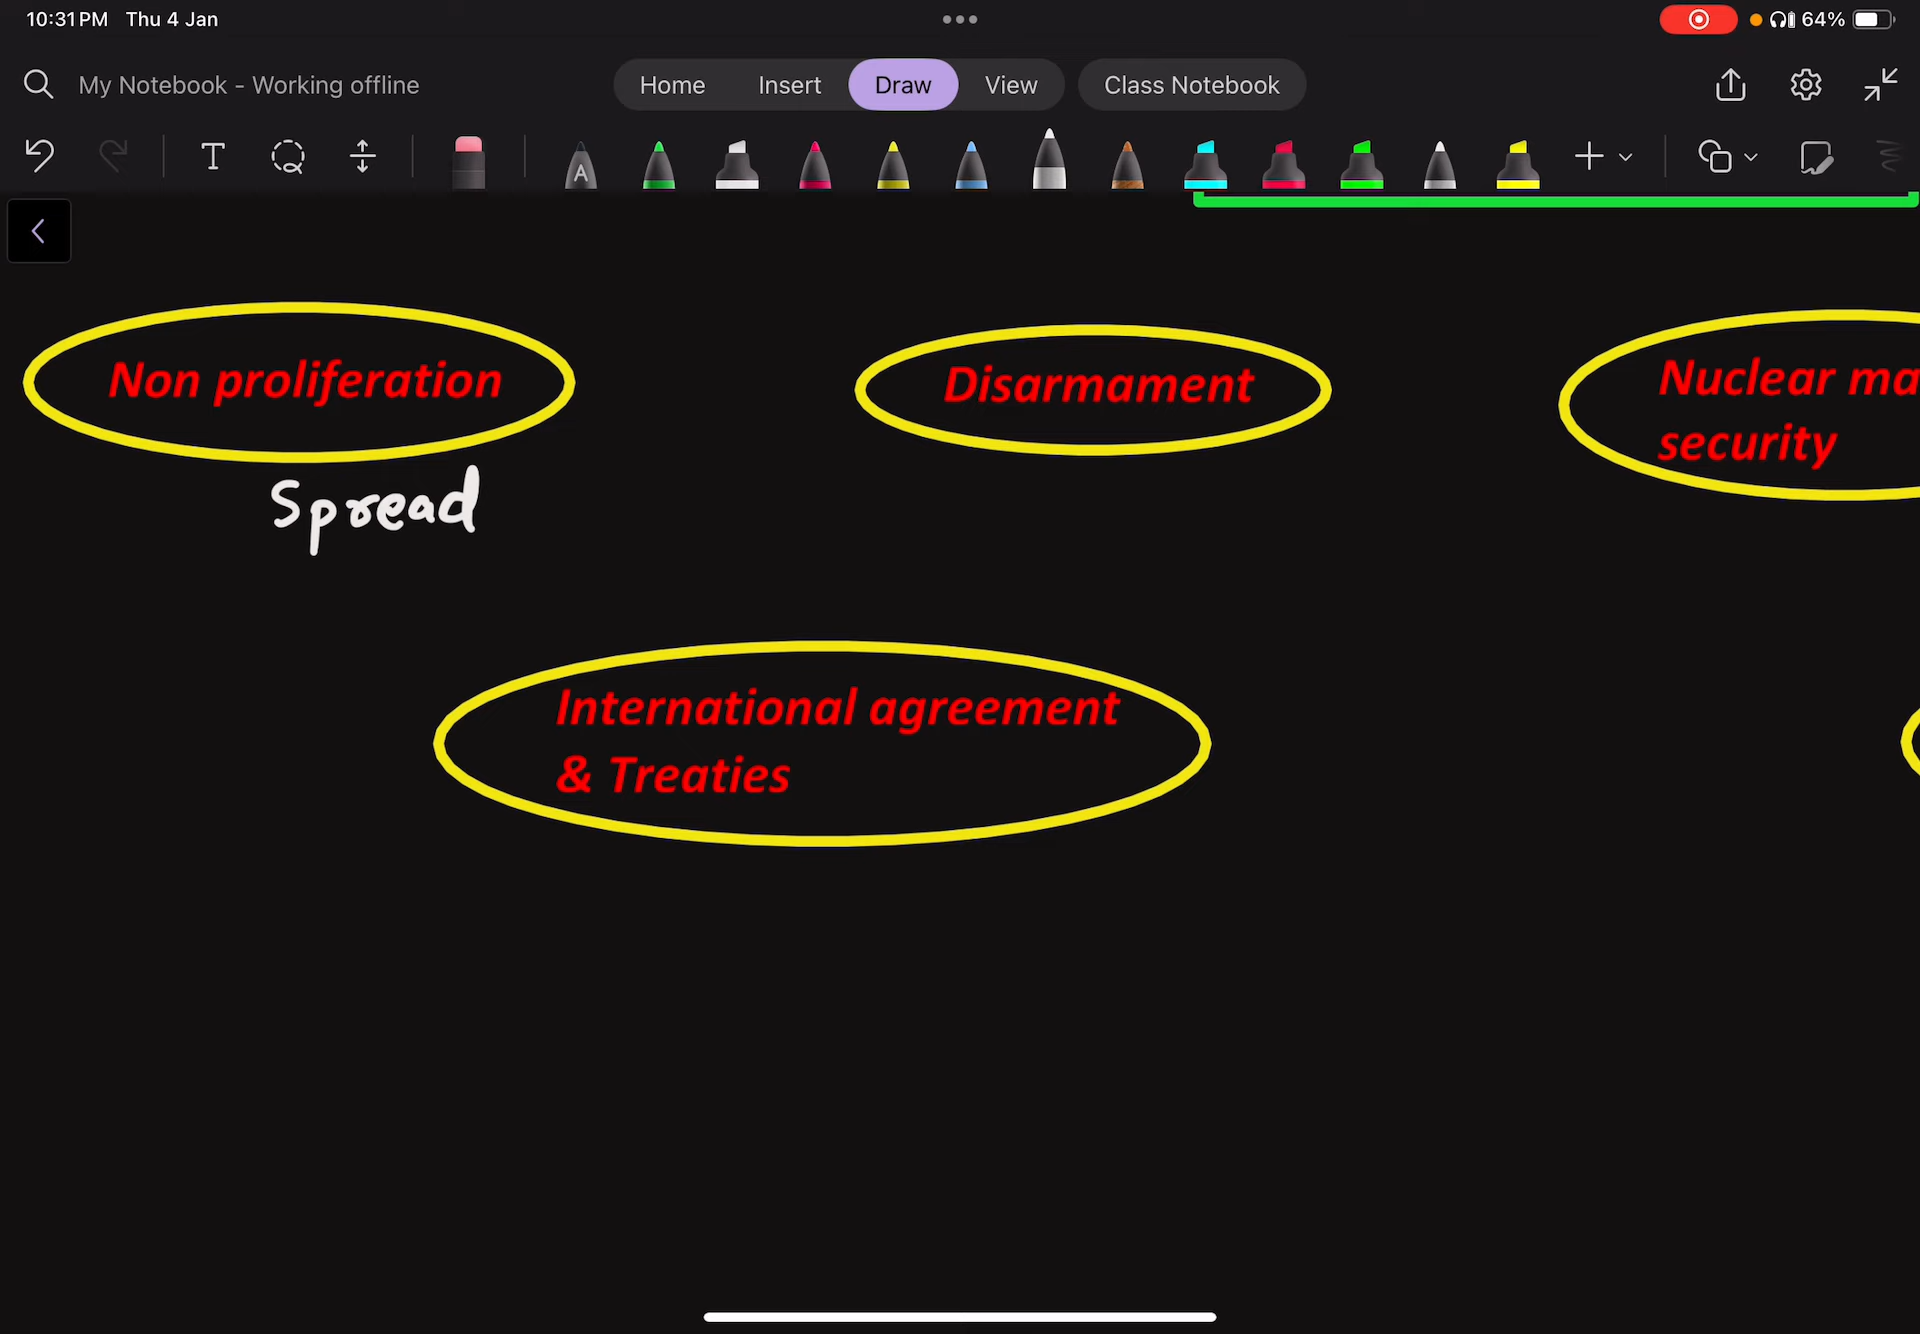 10:31 PM Thu 4 Jan
64%
My Notebook - Working offline
Home Insert Draw View Class Notebook
T
A
Non proliferation
Disarmament
Nuclear ma
security
Spread
International agreement
& Treaties